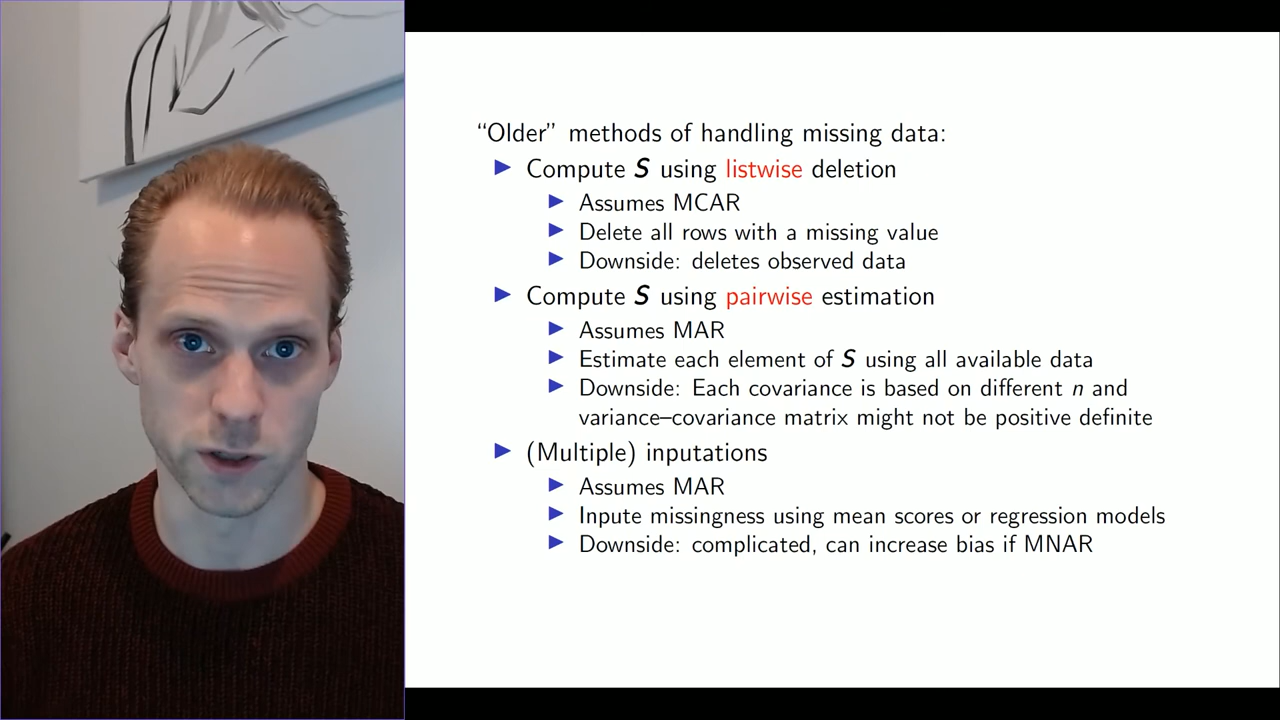 “Older” methods of handling missing data:
▶ Compute S using listwise deletion
▶ Assumes MCAR
▶ Delete all rows with a missing value
▶ Downside: deletes observed data
▶ Compute S using pairwise estimation
▶ Assumes MAR
▶ Estimate each element of S using all available data
▶ Downside: Each covariance is based on different n and
variance–covariance matrix might not be positive definite
▶ (Multiple) inputations
▶ Assumes MAR
▶ Inpute missingness using mean scores or regression models
▶ Downside: complicated, can increase bias if MNAR